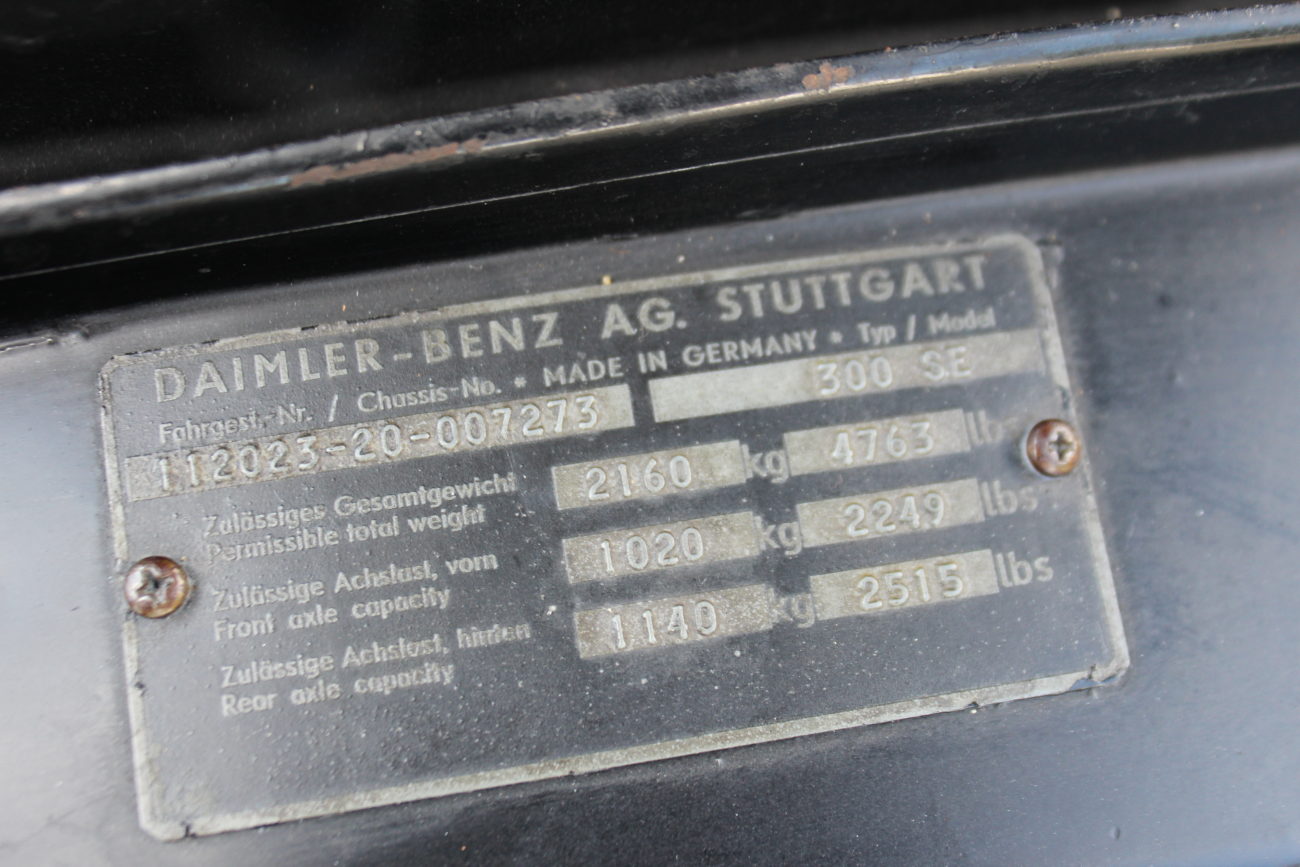 DAIMLER-BENZ AG. STUTTGART
Fahrgest.-Nr. / Chassis-No. * MADE IN GERMANY * Typ / Model
112023-20-007273 300 SE
Zulässiges Gesamtgewicht
Permissible total weight
2160 kg 4763 lbs
Zulässige Achslast, vorn
Front axle capacity
1020 kg 2249 lbs
Zulässige Achslast, hinten
Rear axle capacity
1140 kg 2515 lbs